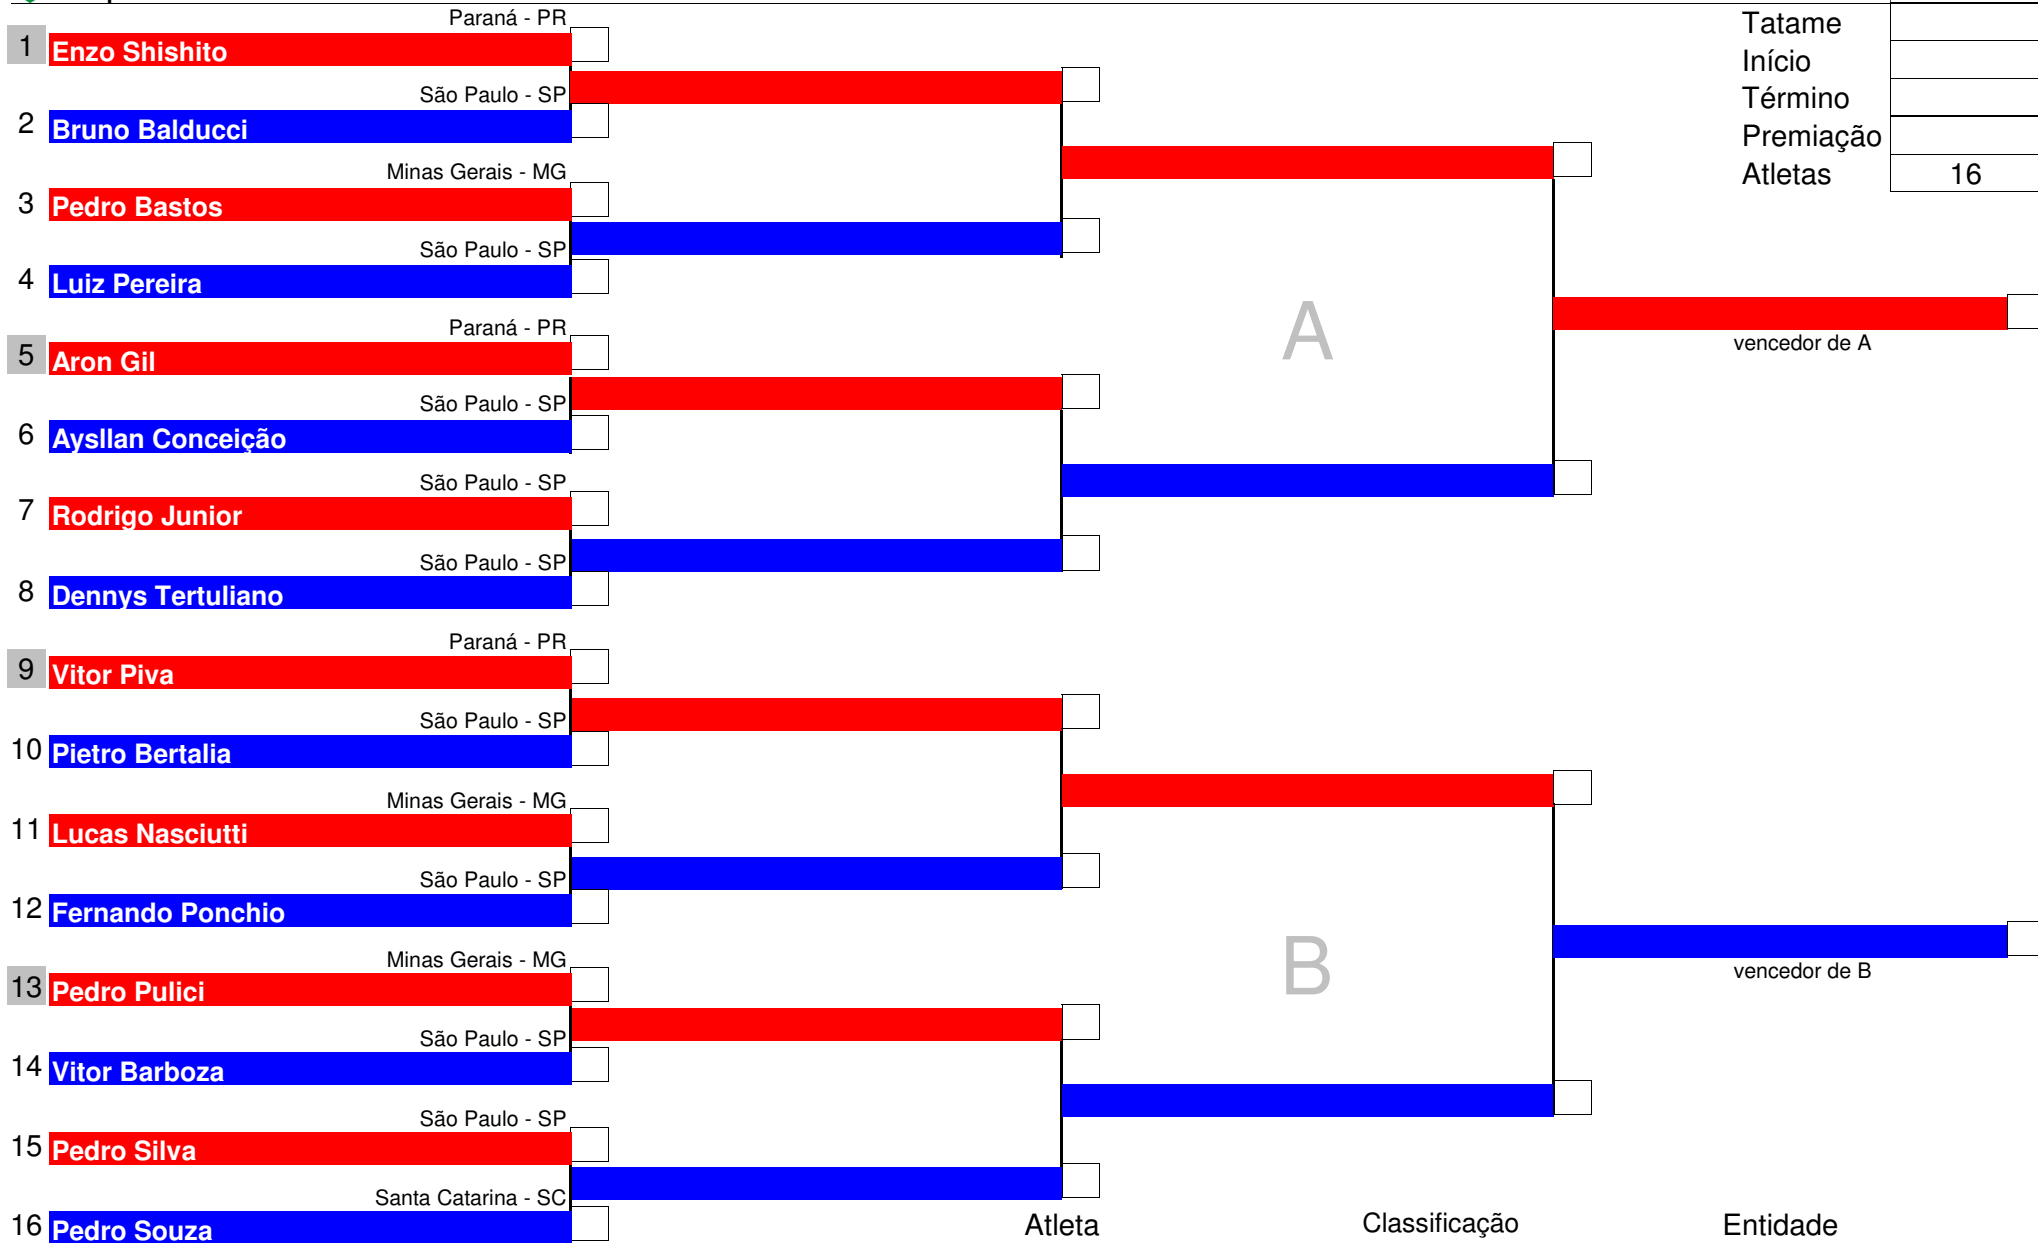 Paraná - PR
1 Enzo Shishito
São Paulo - SP
2 Bruno Balducci
Minas Gerais - MG
3 Pedro Bastos
São Paulo - SP
4 Luiz Pereira
Paraná - PR
5 Aron Gil
São Paulo - SP
6 Aysllan Conceição
São Paulo - SP
7 Rodrigo Junior
São Paulo - SP
8 Dennys Tertuliano
Paraná - PR
9 Vitor Piva
São Paulo - SP
10 Pietro Bertalia
Minas Gerais - MG
11 Lucas Nasciutti
São Paulo - SP
12 Fernando Ponchio
Minas Gerais - MG
13 Pedro Pulici
São Paulo - SP
14 Vitor Barboza
São Paulo - SP
15 Pedro Silva
Santa Catarina - SC
16 Pedro Souza
A
B
Tatame
Início
Término
Premiação
Atletas 16
vencedor de A
vencedor de B
Atleta Classificação Entidade